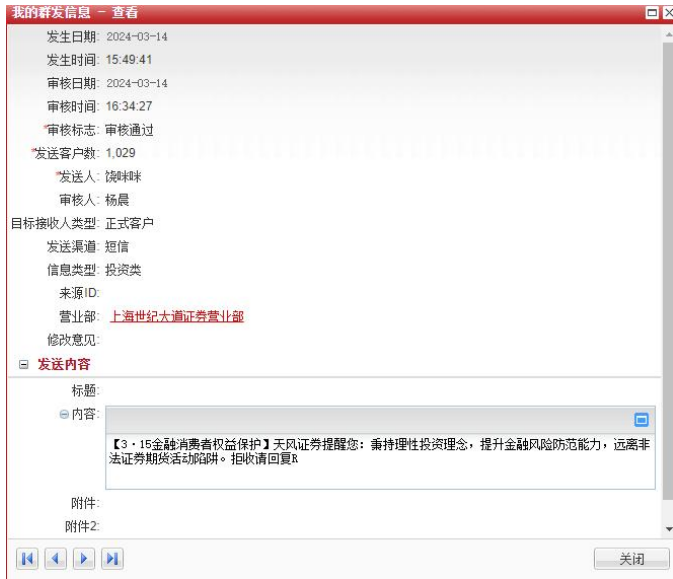 我的群发信息 - 查看
发生日期: 2024-03-14
发生时间: 15:49:41
审核日期: 2024-03-14
审核时间: 16:34:27
*审核标志: 审核通过
*发送客户数: 1,029
*发送人: 饶咪咪
审核人: 杨晨
目标接收人类型: 正式客户
发送渠道: 短信
信息类型: 投资类
来源ID:
营业部: 上海世纪大道证券营业部
修改意见:
发送内容
标题:
内容:
【3·15金融消费者权益保护】天风证券提醒您：秉持理性投资理念，提升金融风险防范能力，远离非
法证券期货活动陷阱。拒收请回复R
附件:
附件2:
关闭